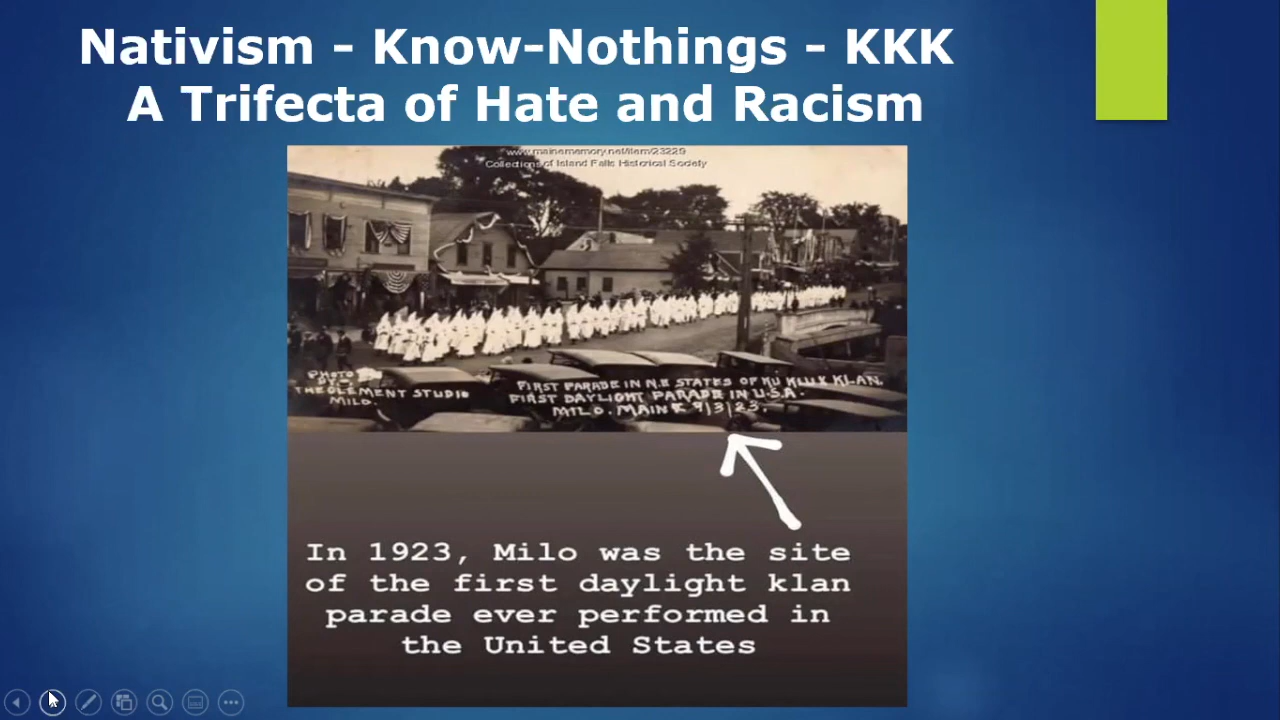 Nativism - Know-Nothings - KKK
A Trifecta of Hate and Racism
www.mainememory.net/item/23229
Collections of Island Falls Historical Society
PHOTO
BY
THE CLEMENT STUDIO
MILO.
FIRST PARADE IN N.E STATES OF KU KLUX KLAN.
FIRST DAYLIGHT PARADE IN U.S.A.
MILO. MAINE 9/3/23.
In 1923, Milo was the site
of the first daylight klan
parade ever performed in
the United States